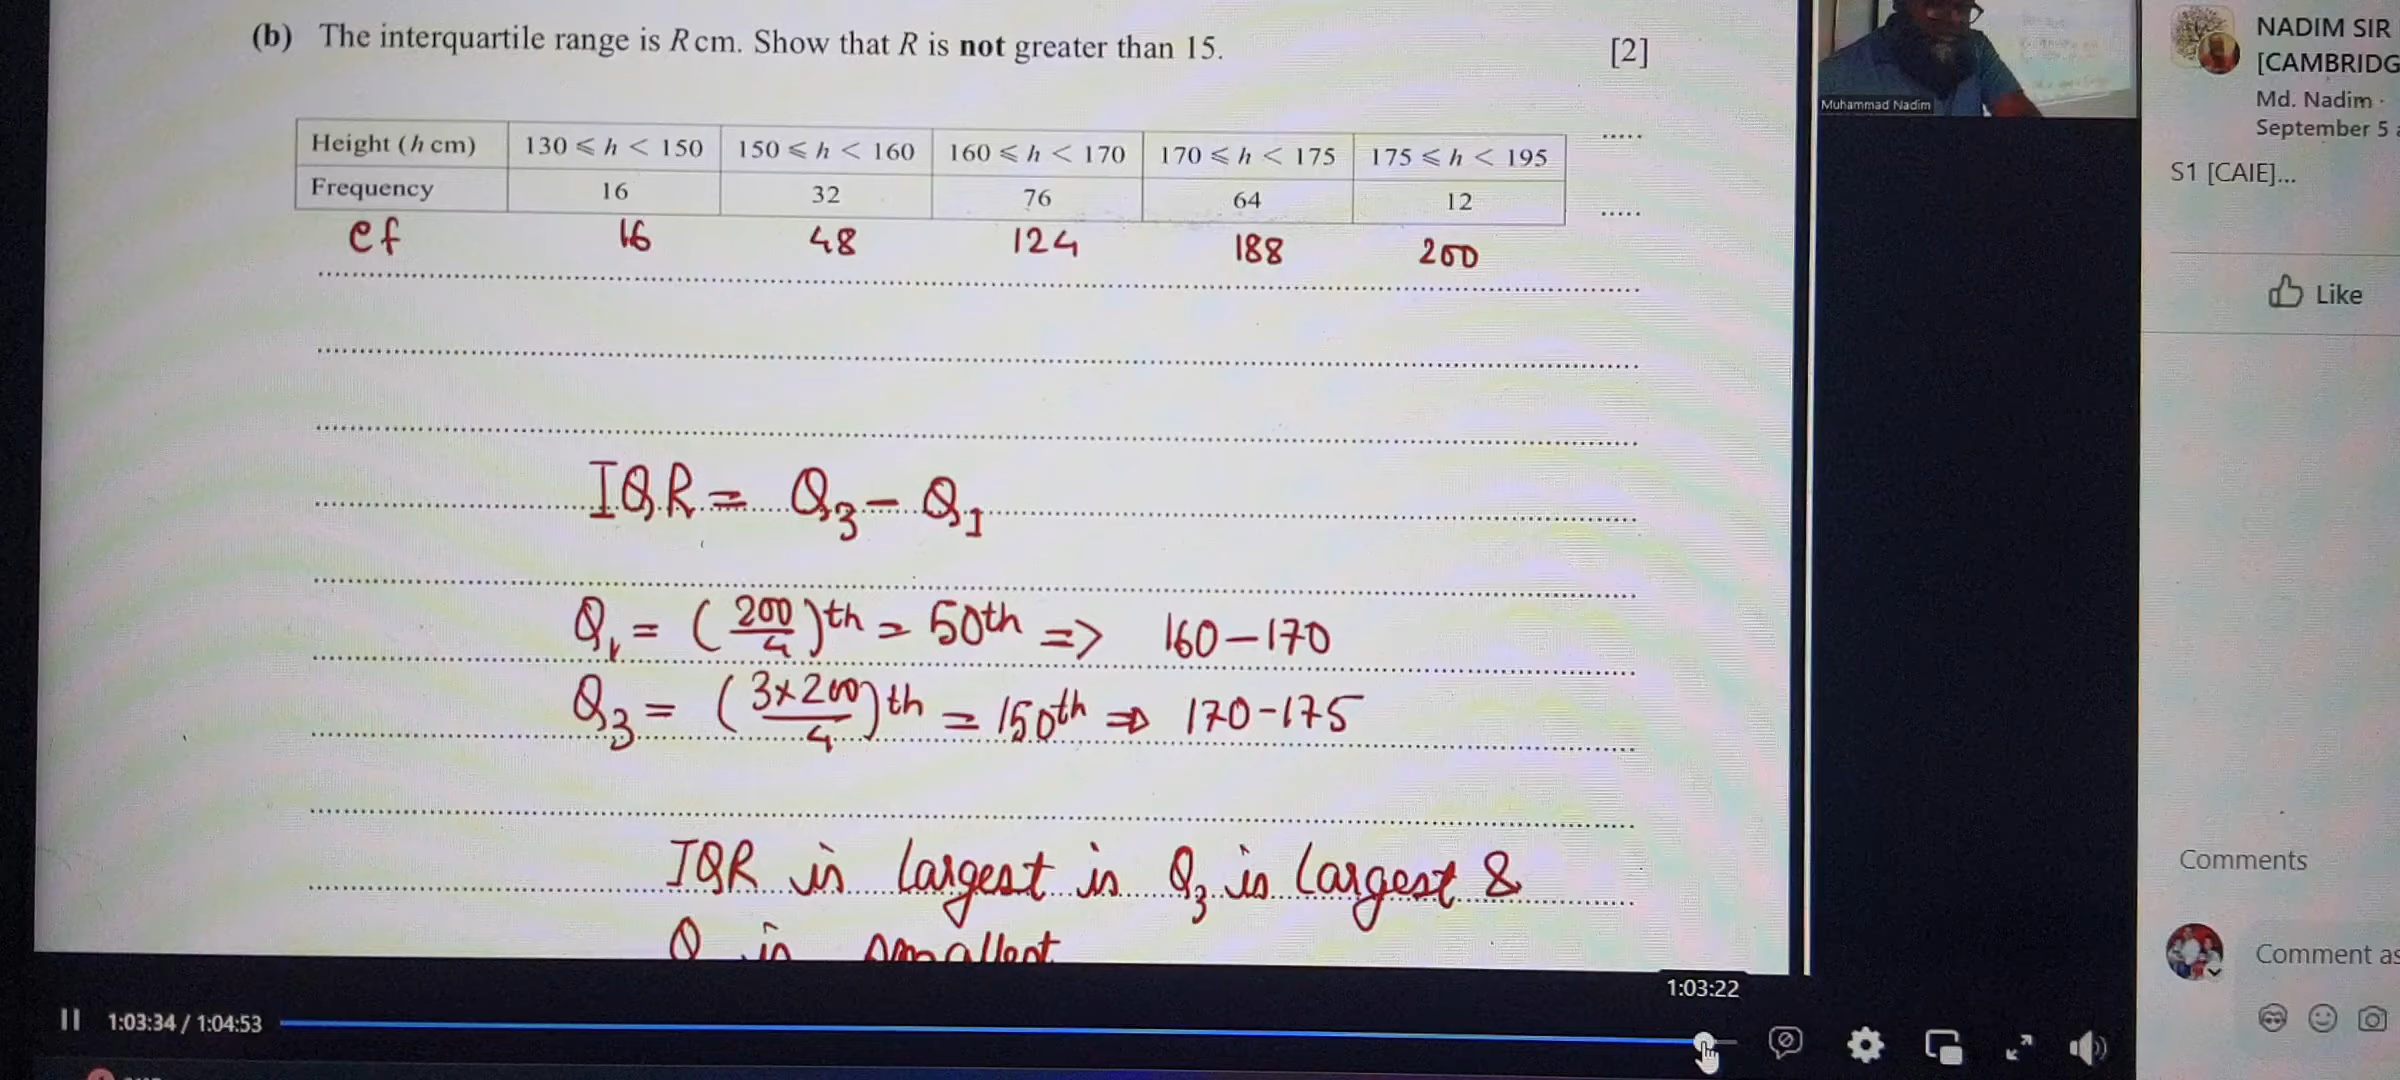 (b) The interquartile range is R cm. Show that R is not greater than 15. [2]
Height (h cm) 130 ⩽ h < 150 150 ⩽ h < 160 160 ⩽ h < 170 170 ⩽ h < 175 175 ⩽ h < 195
Frequency 16 32 76 64 12
cf 16 48 124 188 200
IQR = Q3 - Q1
Q1 = (200/4)th = 50th => 160-170
Q3 = (3×200/4)th = 150th => 170-175
IQR is largest is Q3 is largest &
Q is smallest
Muhammad Nadim
NADIM SIR
[CAMBRIDG
Md. Nadim ·
September 5
S1 [CAIE]...
Like
Comments
Comment as
1:03:22
1:03:34 / 1:04:53